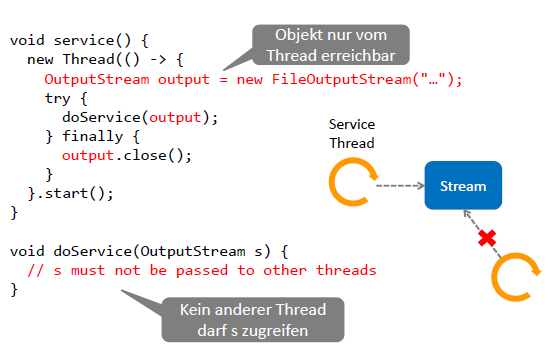 Objekt nur vom
Thread erreichbar
void service() {
  new Thread(() -> {
    OutputStream output = new FileOutputStream("…");
    try {
      doService(output);
    } finally {
      output.close();
    }
  }.start();
}
Service
Thread
Stream
void doService(OutputStream s) {
  // s must not be passed to other threads
}
Kein anderer Thread
darf s zugreifen